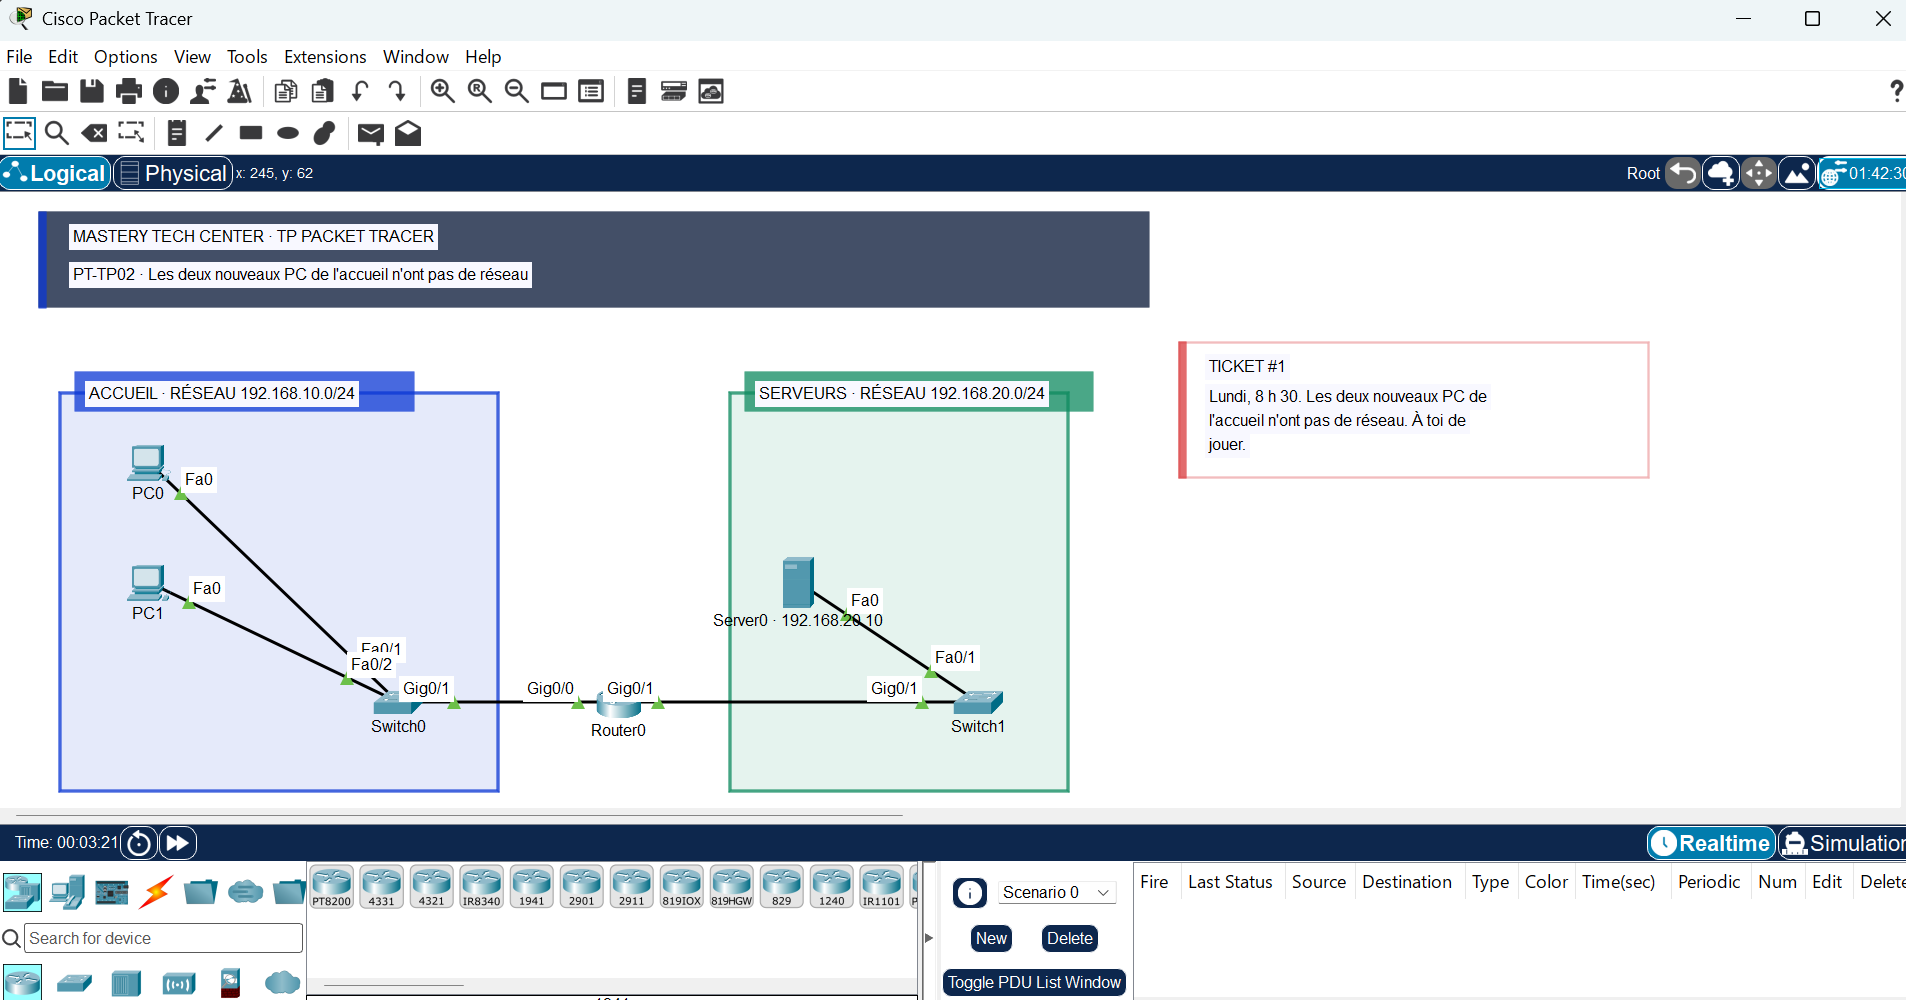 Cisco Packet Tracer
File Edit Options View Tools Extensions Window Help
Logical Physical x: 245, y: 62 Root 01:42:30
MASTERY TECH CENTER · TP PACKET TRACER
PT-TP02 · Les deux nouveaux PC de l'accueil n'ont pas de réseau
TICKET #1
Lundi, 8 h 30. Les deux nouveaux PC de
l'accueil n'ont pas de réseau. À toi de
jouer.
ACCUEIL · RÉSEAU 192.168.10.0/24
SERVEURS · RÉSEAU 192.168.20.0/24
Fa0
PC0
Fa0
PC1
Fa0/1
Fa0/2
Gig0/1
Switch0
Gig0/0
Gig0/1
Router0
Fa0
Server0 · 192.168.20.10
Fa0/1
Gig0/1
Switch1
Time: 00:03:21
Realtime Simulation
PT8200 4331 4321 IR8340 1941 2901 2911 819IOX 819HGW 829 1240 IR1101
Search for device
Scenario 0
New Delete
Toggle PDU List Window
Fire Last Status Source Destination Type Color Time(sec) Periodic Num Edit Delete